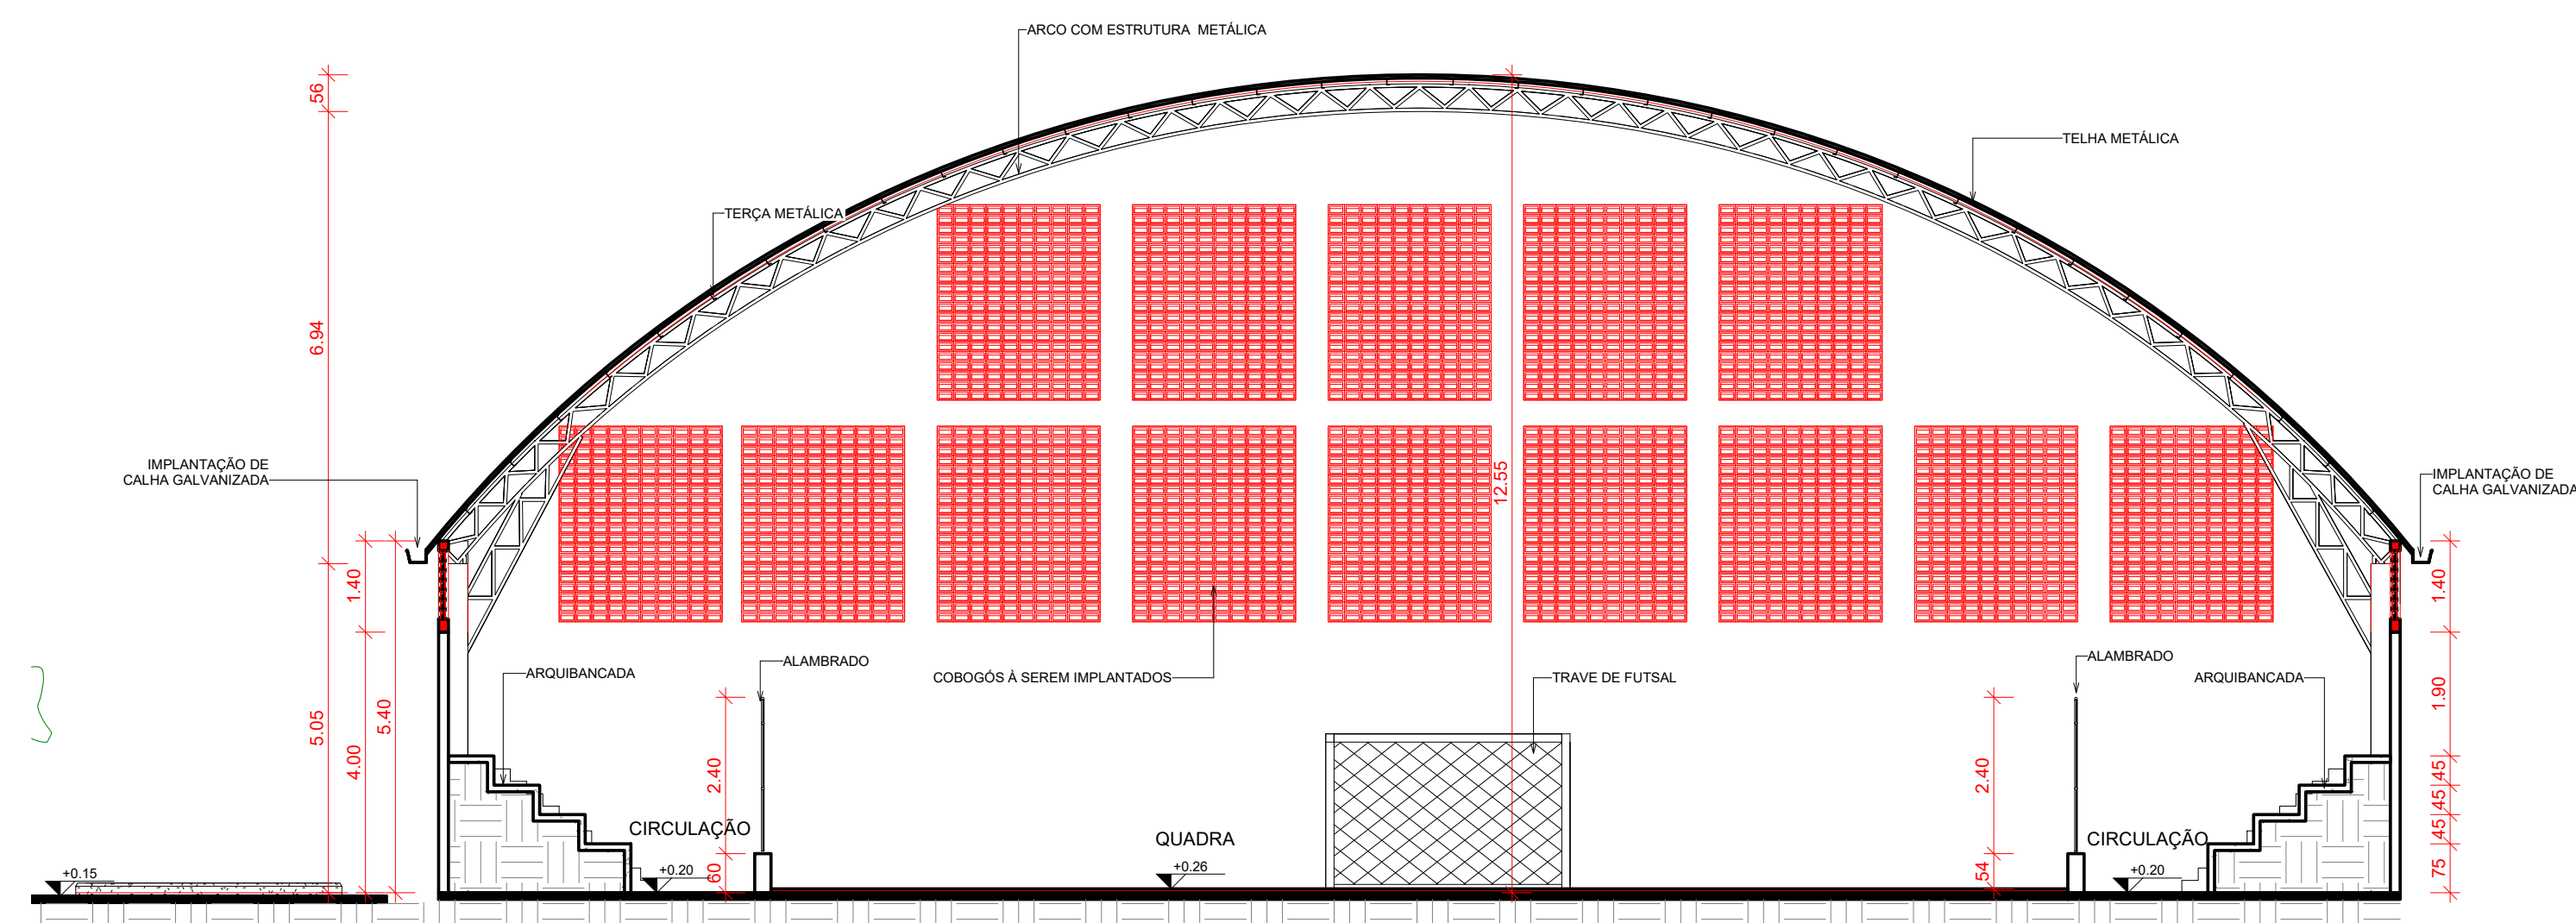 ARCO COM ESTRUTURA METÁLICA
56
TELHA METÁLICA
TERÇA METÁLICA
6.94
IMPLANTAÇÃO DE
CALHA GALVANIZADA
12.55
IMPLANTAÇÃO DE
CALHA GALVANIZADA
1.40
1.40
ARQUIBANCADA
ALAMBRADO
COBOGÓS À SEREM IMPLANTADOS
TRAVE DE FUTSAL
ALAMBRADO
ARQUIBANCADA
1.90
5.05
5.40
4.00
2.40
2.40
45
45
45
CIRCULAÇÃO
QUADRA
CIRCULAÇÃO
+0.15
+0.20
60
+0.26
54
+0.20
75